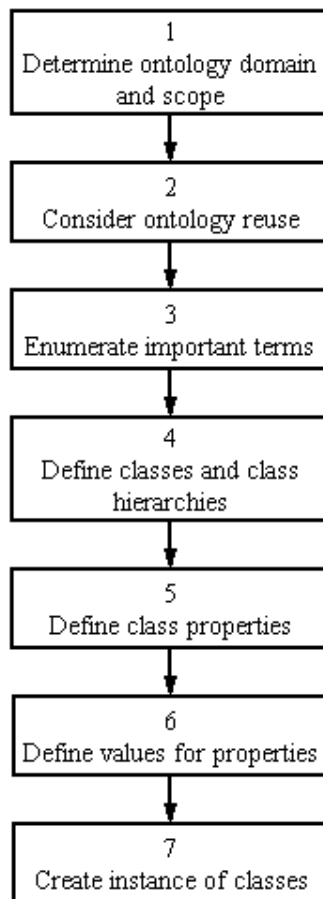 1
Determine ontology domain
and scope
2
Consider ontology reuse
3
Enumerate important terms
4
Define classes and class
hierarchies
5
Define class properties
6
Define values for properties
7
Create instance of classes